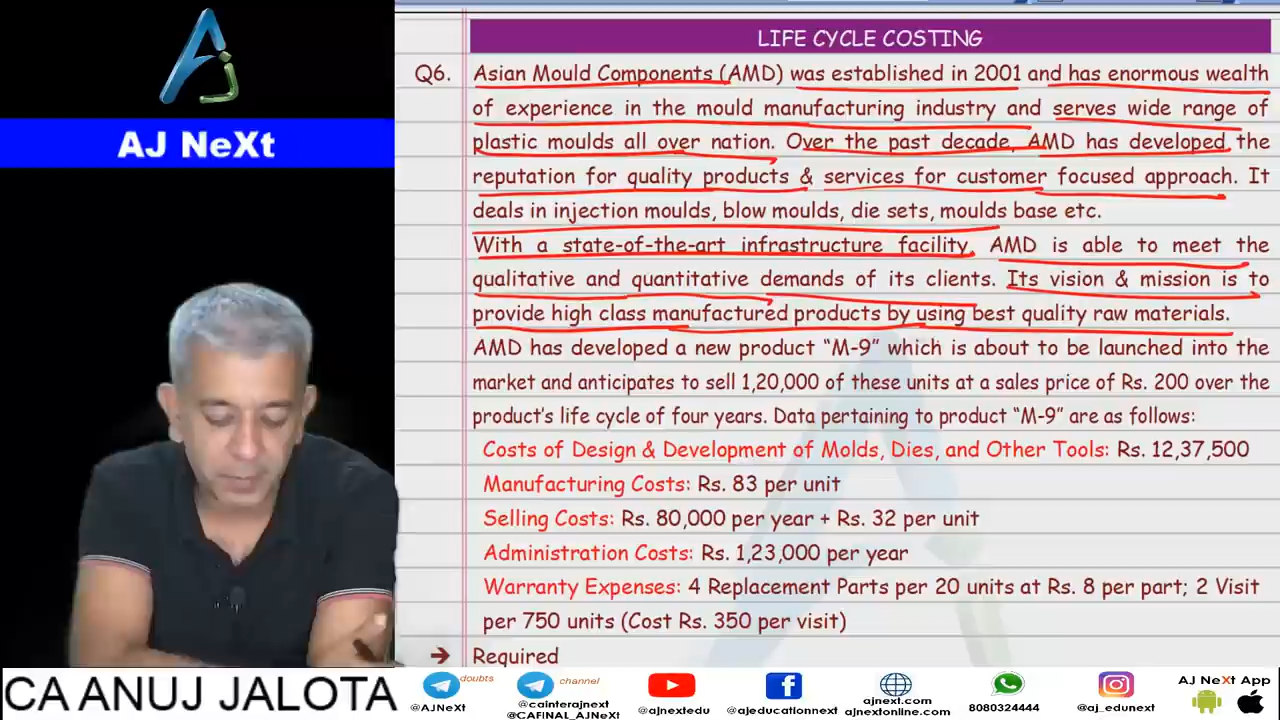 AJ NeXt
LIFE CYCLE COSTING
Q6. Asian Mould Components (AMD) was established in 2001 and has enormous wealth
of experience in the mould manufacturing industry and serves wide range of
plastic moulds all over nation. Over the past decade, AMD has developed the
reputation for quality products & services for customer focused approach. It
deals in injection moulds, blow moulds, die sets, moulds base etc.
With a state-of-the-art infrastructure facility, AMD is able to meet the
qualitative and quantitative demands of its clients. Its vision & mission is to
provide high class manufactured products by using best quality raw materials.
AMD has developed a new product “M-9” which is about to be launched into the
market and anticipates to sell 1,20,000 of these units at a sales price of Rs. 200 over the
product’s life cycle of four years. Data pertaining to product “M-9” are as follows:
Costs of Design & Development of Molds, Dies, and Other Tools: Rs. 12,37,500
Manufacturing Costs: Rs. 83 per unit
Selling Costs: Rs. 80,000 per year + Rs. 32 per unit
Administration Costs: Rs. 1,23,000 per year
Warranty Expenses: 4 Replacement Parts per 20 units at Rs. 8 per part; 2 Visit
per 750 units (Cost Rs. 350 per visit)
→ Required
CA ANUJ JALOTA
doubts
@AJNeXt
channel
@cainterajnext
@CAFINAL_AJNeXt
@ajnextedu
@ajeducationnext
ajnext.com
ajnextonline.com
8080324444
@aj_edunext
AJ NeXt App